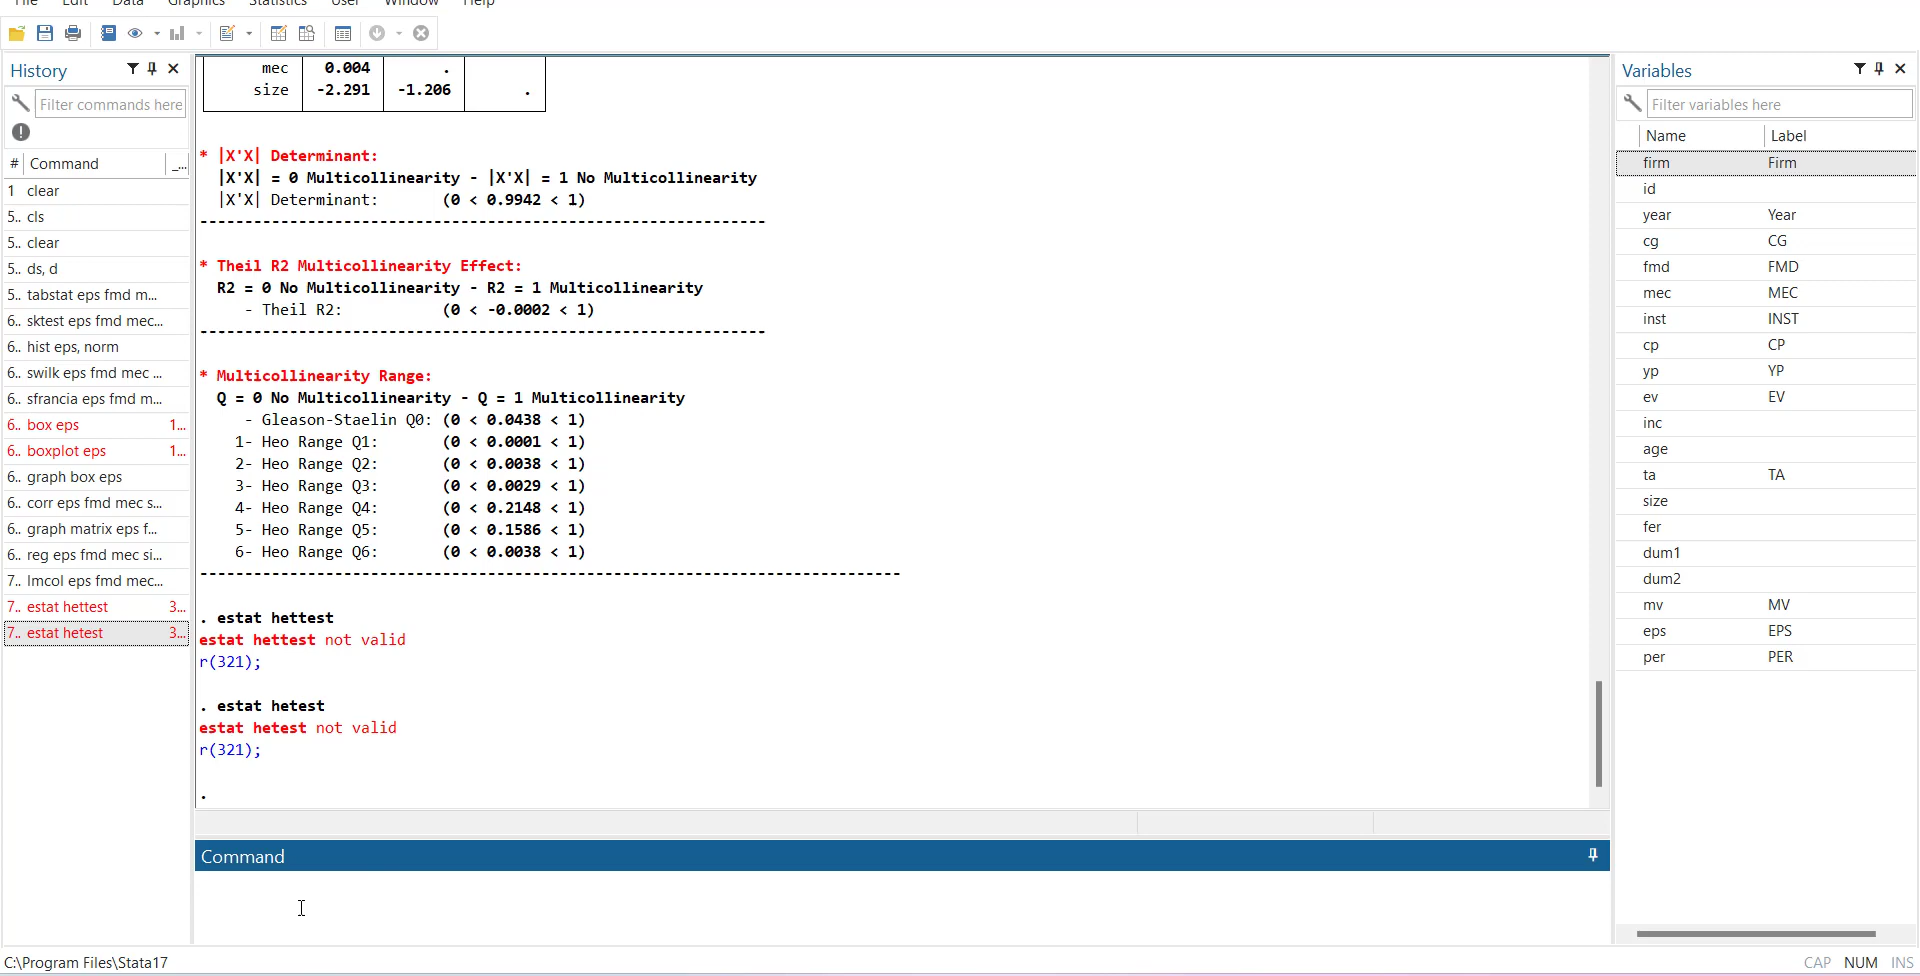 File Edit Data Graphics Statistics User Window Help
History
Filter commands here
# Command _...
1 clear
5.. cls
5.. clear
5.. ds, d
5.. tabstat eps fmd m...
6.. sktest eps fmd mec...
6.. hist eps, norm
6.. swilk eps fmd mec ...
6.. sfrancia eps fmd m...
6.. box eps 1...
6.. boxplot eps 1...
6.. graph box eps
6.. corr eps fmd mec s...
6.. graph matrix eps f...
6.. reg eps fmd mec si...
7.. lmcol eps fmd mec...
7.. estat hettest 3...
7.. estat hetest 3...
mec 0.004 .
size -2.291 -1.206 .
* |X'X| Determinant:
|X'X| = 0 Multicollinearity - |X'X| = 1 No Multicollinearity
|X'X| Determinant: (0 < 0.9942 < 1)
* Theil R2 Multicollinearity Effect:
R2 = 0 No Multicollinearity - R2 = 1 Multicollinearity
- Theil R2: (0 < -0.0002 < 1)
* Multicollinearity Range:
Q = 0 No Multicollinearity - Q = 1 Multicollinearity
- Gleason-Staelin Q0: (0 < 0.0438 < 1)
1- Heo Range Q1: (0 < 0.0001 < 1)
2- Heo Range Q2: (0 < 0.0038 < 1)
3- Heo Range Q3: (0 < 0.0029 < 1)
4- Heo Range Q4: (0 < 0.2148 < 1)
5- Heo Range Q5: (0 < 0.1586 < 1)
6- Heo Range Q6: (0 < 0.0038 < 1)
. estat hettest
estat hettest not valid
r(321);
. estat hetest
estat hetest not valid
r(321);
.
Command
Variables
Filter variables here
Name Label
firm Firm
id
year Year
cg CG
fmd FMD
mec MEC
inst INST
cp CP
yp YP
ev EV
inc
age
ta TA
size
fer
dum1
dum2
mv MV
eps EPS
per PER
C:\Program Files\Stata17
CAP NUM INS